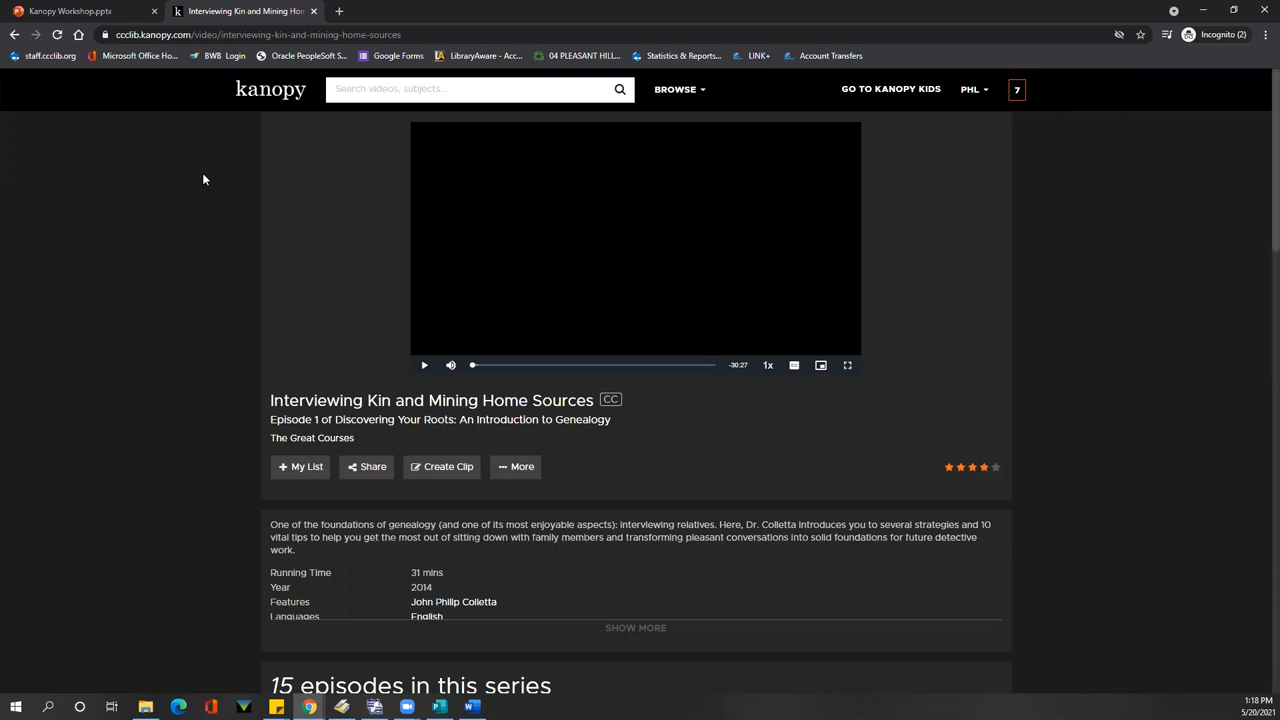 Kanopy Workshop.pptx
Interviewing Kin and Mining Hom
ccclib.kanopy.com/video/interviewing-kin-and-mining-home-sources
Incognito (2)
staff.ccclib.org
Microsoft Office Ho...
BWB Login
Oracle PeopleSoft S...
Google Forms
LibraryAware - Acc...
04 PLEASANT HILL...
Statistics & Reports...
LINK+
Account Transfers
kanopy
Search videos, subjects...
BROWSE
GO TO KANOPY KIDS
PHL
7
-30:27
1x
CC
Interviewing Kin and Mining Home Sources CC
Episode 1 of Discovering Your Roots: An Introduction to Genealogy
The Great Courses
+ My List
Share
Create Clip
··· More
One of the foundations of genealogy (and one of its most enjoyable aspects): interviewing relatives. Here, Dr. Colletta introduces you to several strategies and 10
vital tips to help you get the most out of sitting down with family members and transforming pleasant conversations into solid foundations for future detective
work.
Running Time 31 mins
Year 2014
Features John Philip Colletta
Languages English
SHOW MORE
15 episodes in this series
1:18 PM
5/20/2021